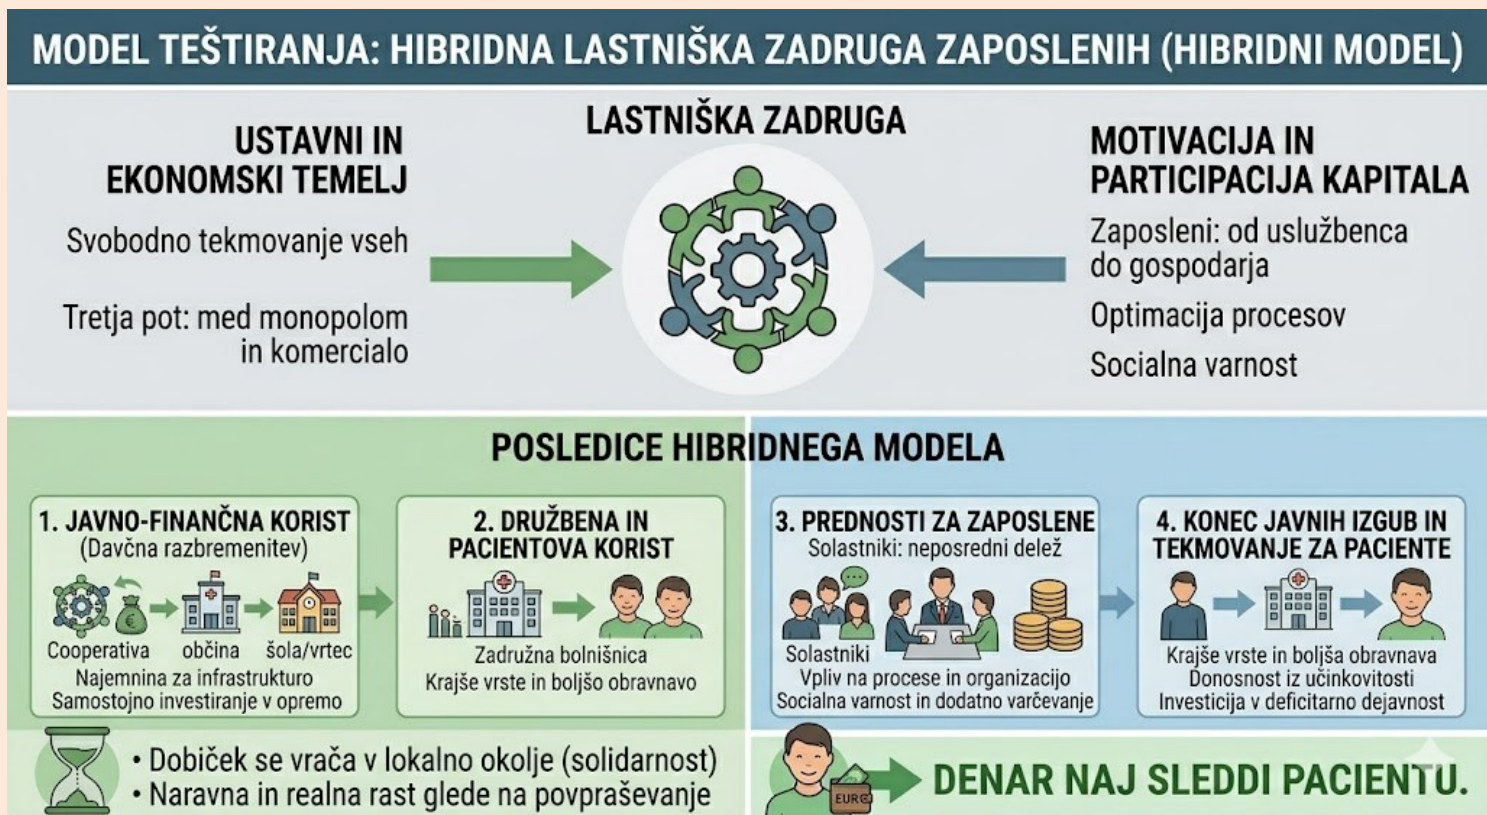 MODEL TEŠTIRANJA: HIBRIDNA LASTNIŠKA ZADRUGA ZAPOSLENIH (HIBRIDNI MODEL)
USTAVNI IN
EKONOMSKI TEMELJ
Svobodno tekmovanje vseh
Tretja pot: med monopolom
in komercialo
LASTNIŠKA ZADRUGA
MOTIVACIJA IN
PARTICIPACIJA KAPITALA
Zaposleni: od uslužbenca
do gospodarja
Optimacija procesov
Socialna varnost
POSLEDICE HIBRIDNEGA MODELA
1. JAVNO-FINANČNA KORIST
(Davčna razbremenitev)
€
Cooperativa
občina
šola/vrtec
Najemnina za infrastrukturo
Samostojno investiranje v opremo
2. DRUŽBENA IN
PACIENTOVA KORIST
Zadružna bolnišnica
Krajše vrste in boljšo obravnavo
3. PREDNOSTI ZA ZAPOSLENE
Solastniki: neposredni delež
Solastniki
Vpliv na procese in organizacijo
Socialna varnost in dodatno varčevanje
4. KONEC JAVNIH IZGUB IN
TEKMOVANJE ZA PACIENTE
Krajše vrste in boljša obravnava
Donosnost iz učinkovitosti
Investicija v deficitarno dejavnost
• Dobiček se vrača v lokalno okolje (solidarnost)
• Naravna in realna rast glede na povpraševanje
EURC
DENAR NAJ SLEDDI PACIENTU.